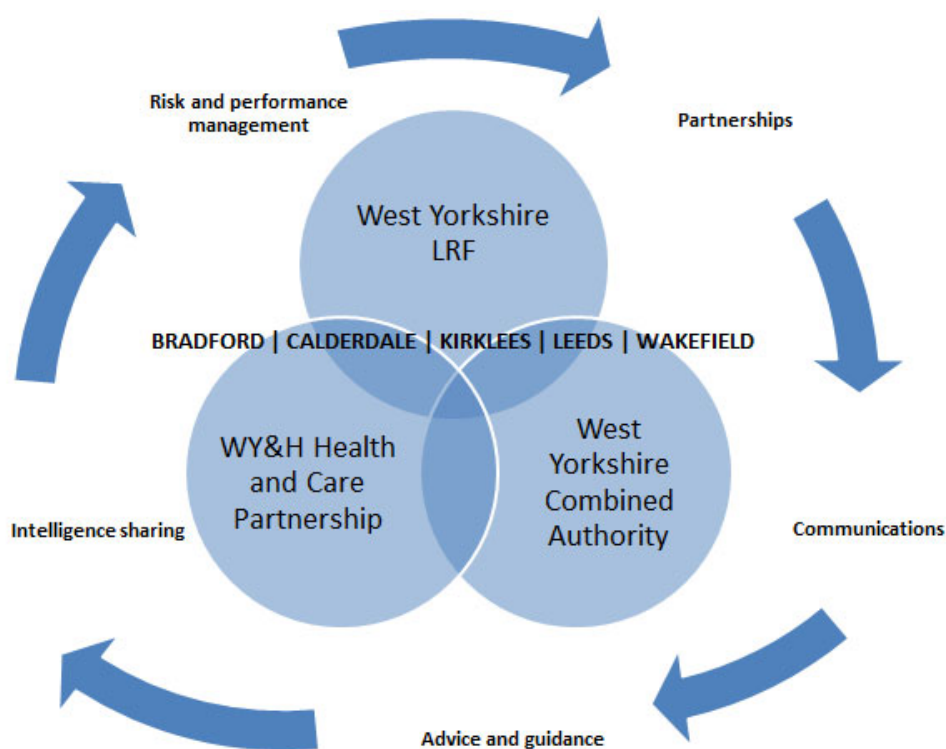 Risk and performance
management
Partnerships
West Yorkshire
LRF
BRADFORD | CALDERDALE | KIRKLEES | LEEDS | WAKEFIELD
WY&H Health
and Care
Partnership
West
Yorkshire
Combined
Authority
Intelligence sharing
Communications
Advice and guidance